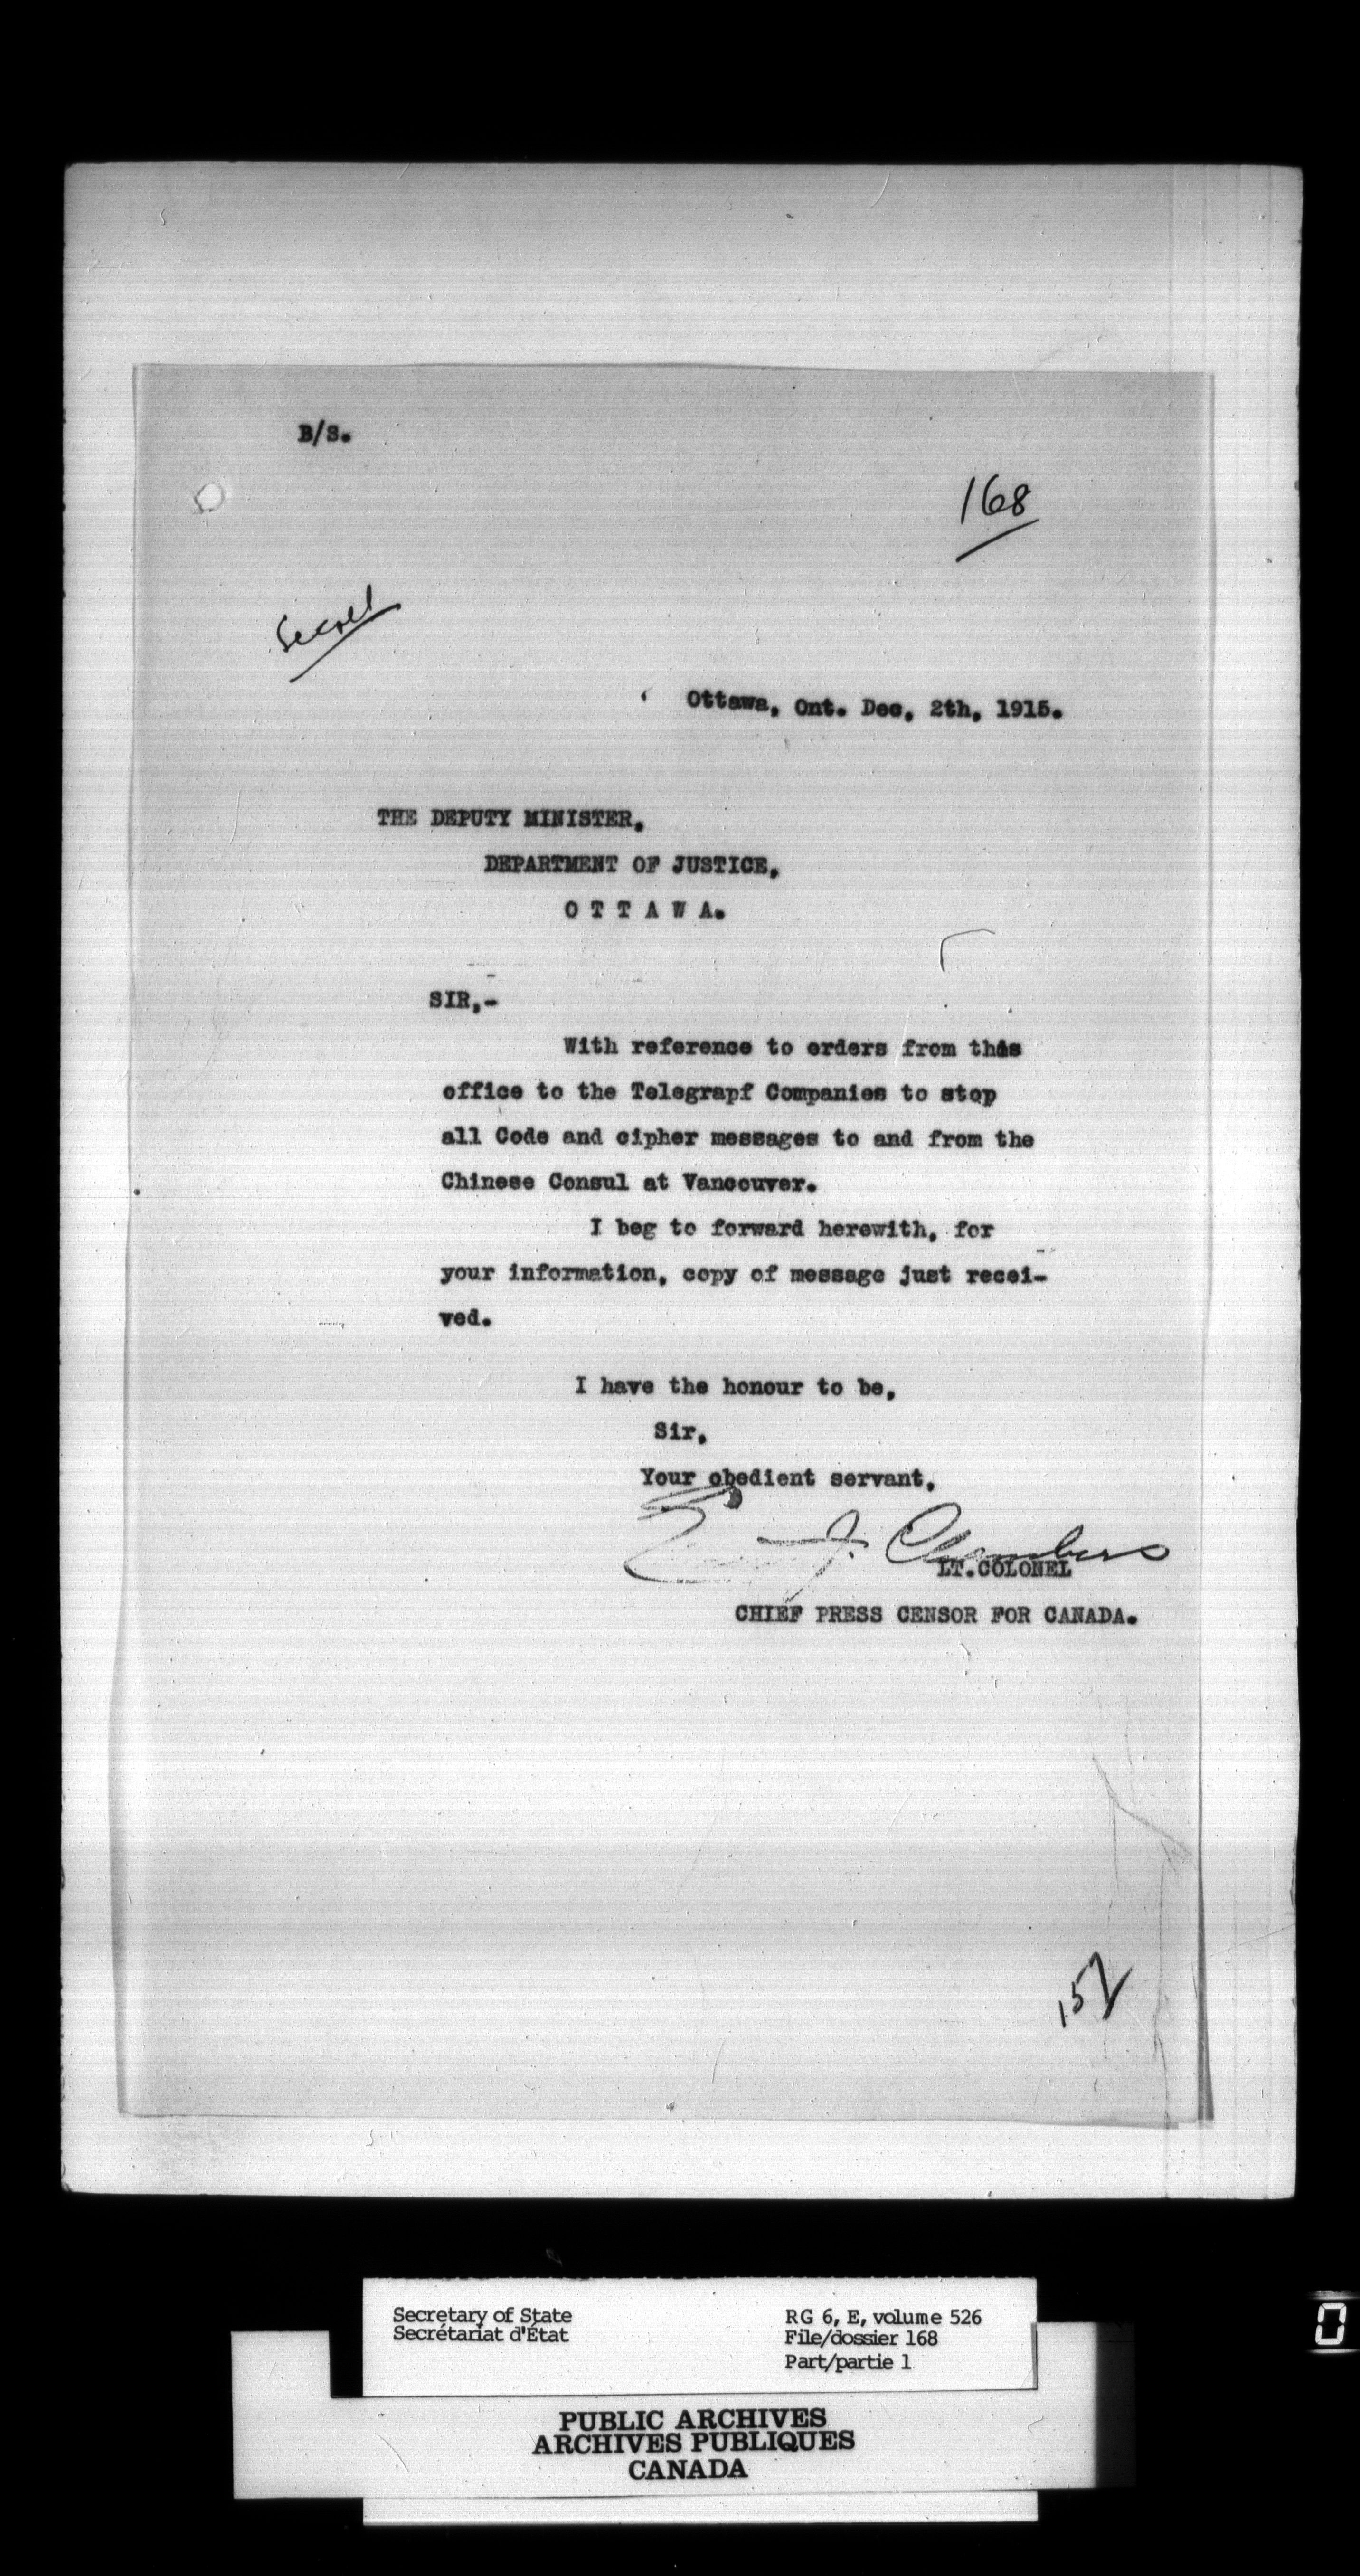 B/S.
168
Secret
Ottawa, Ont. Dec, 2th, 1915.
THE DEPUTY MINISTER,
DEPARTMENT OF JUSTICE,
O T T A W A.
SIR,-
With reference to orders from this
office to the Telegrapf Companies to stop
all Code and cipher messages to and from the
Chinese Consul at Vancouver.
I beg to forward herewith, for
your information, copy of message just recei-
ved.
I have the honour to be,
Sir,
Your obedient servant,
J. Chambers
LT.COLONEL
CHIEF PRESS CENSOR FOR CANADA.
Secretary of State
Secrétariat d'État
RG 6, E, volume 526
File/dossier 168
Part/partie 1
PUBLIC ARCHIVES
ARCHIVES PUBLIQUES
CANADA
0